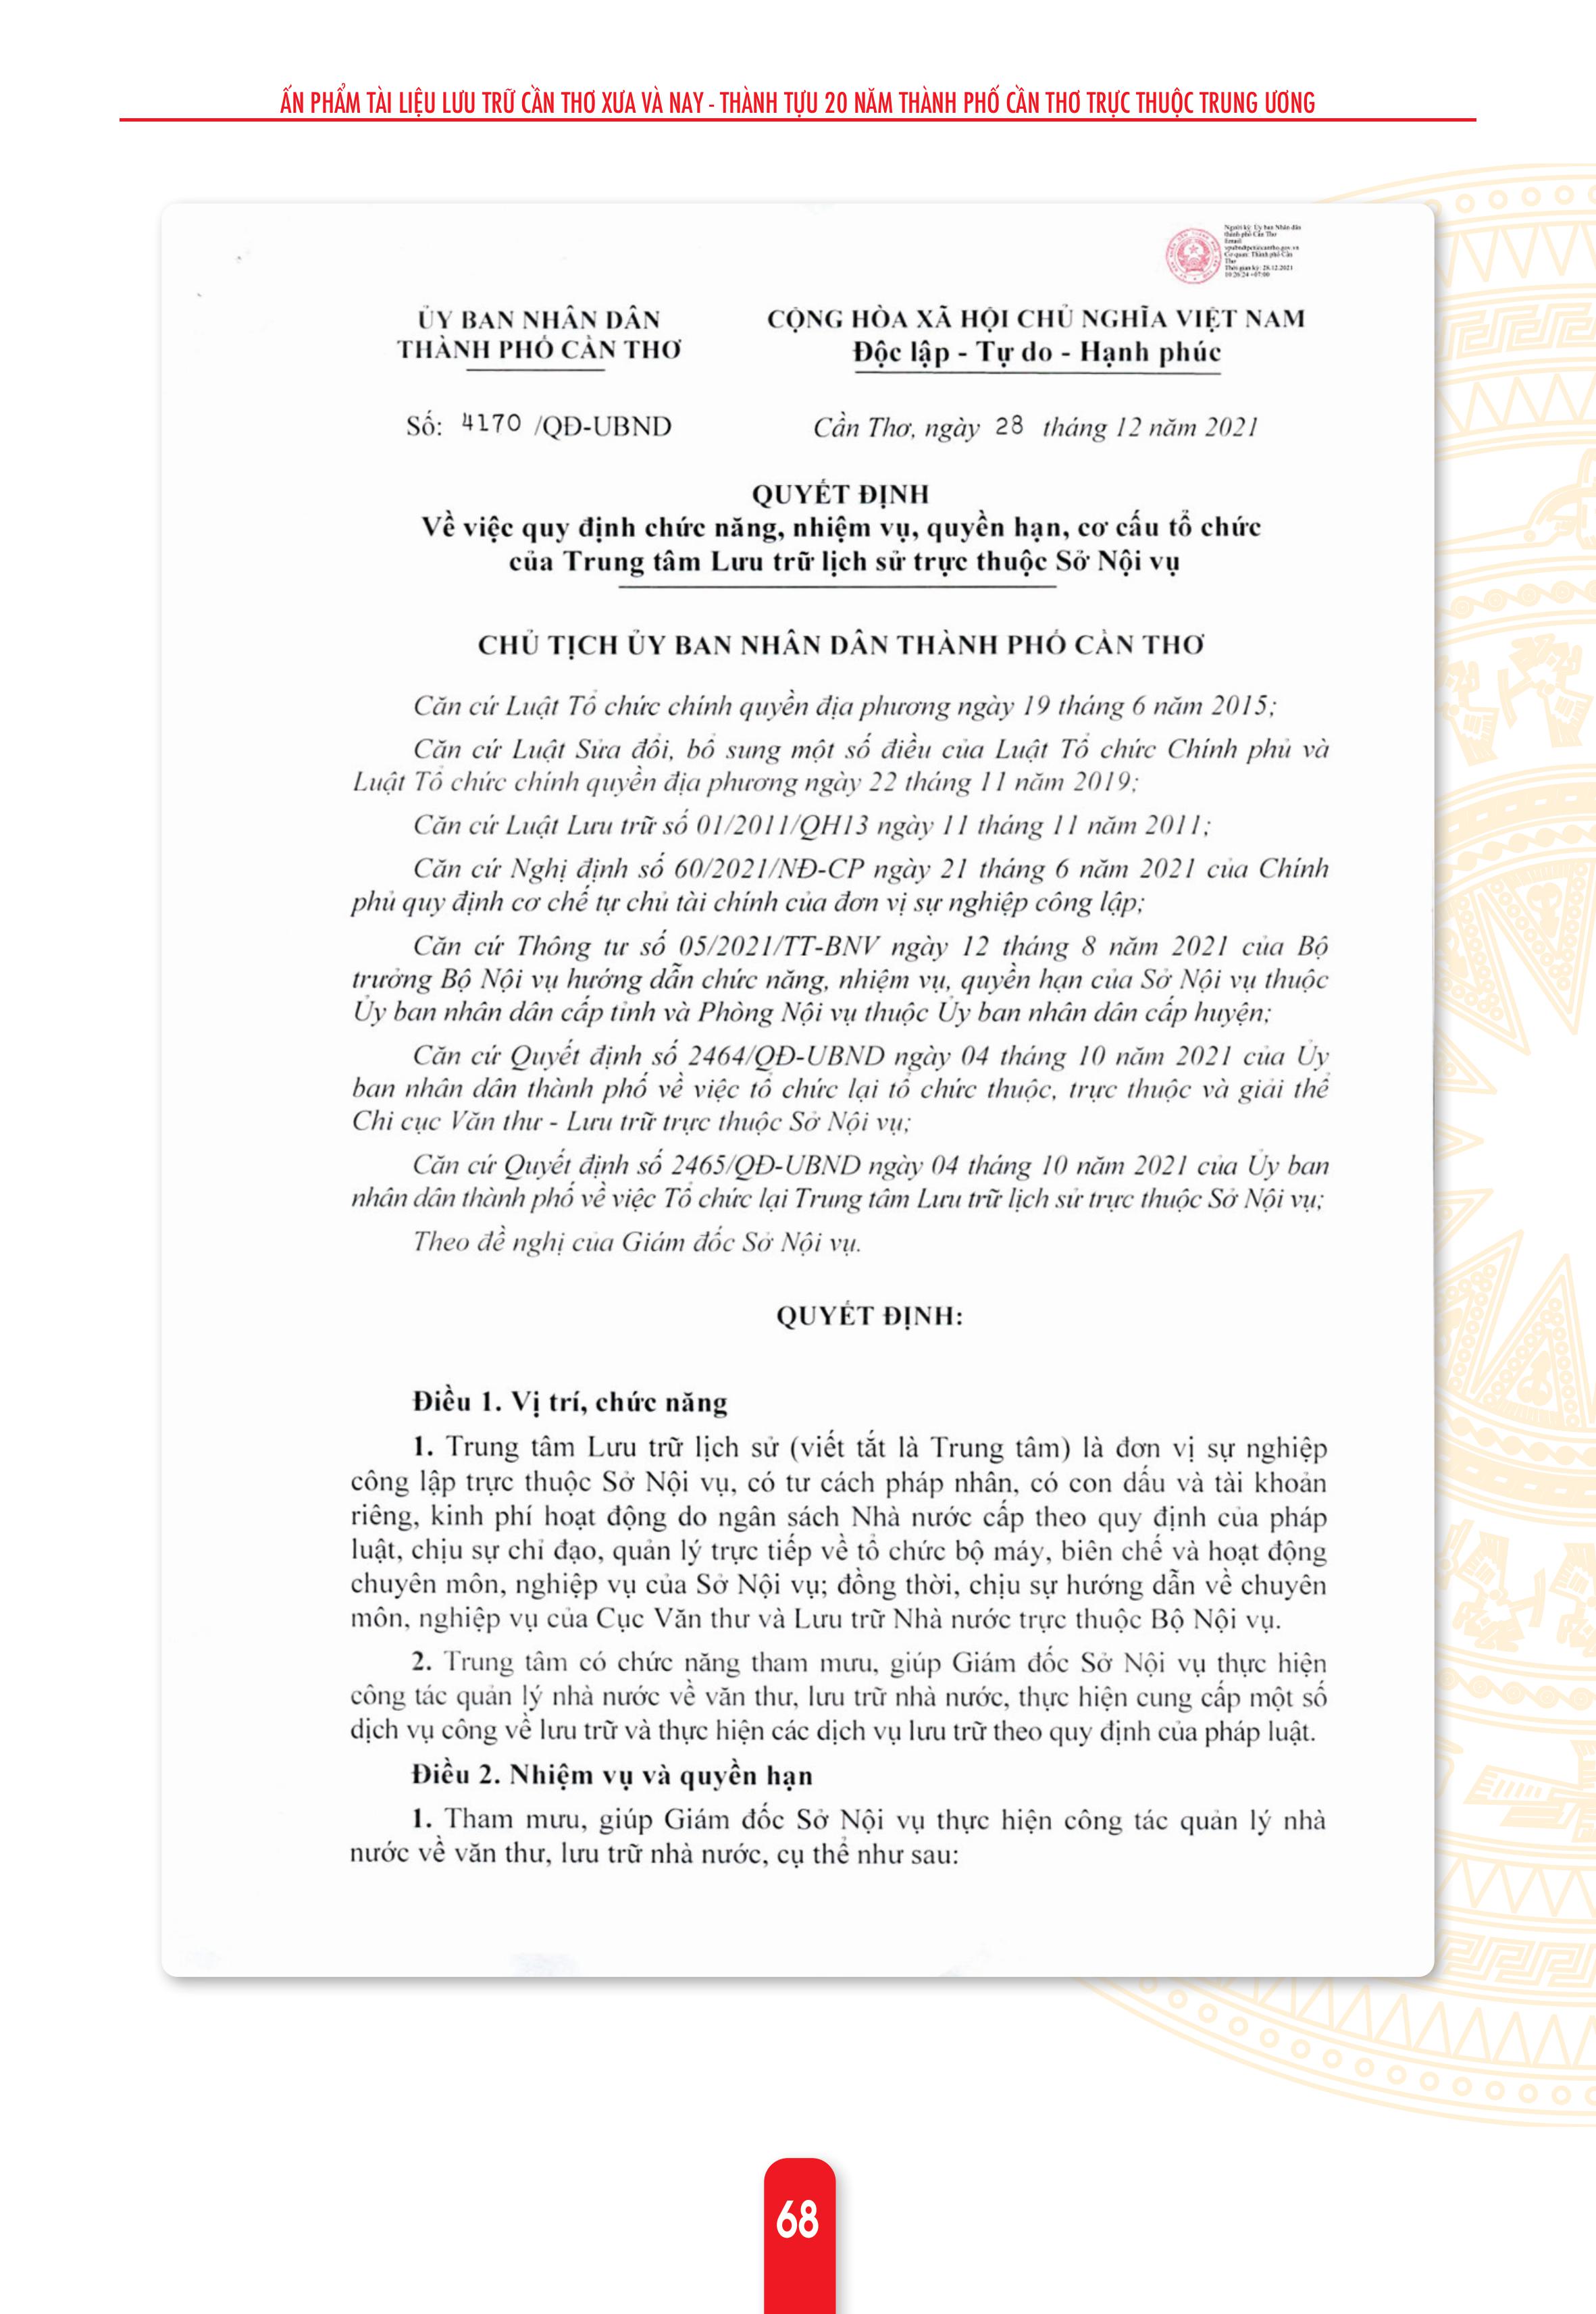 ẤN PHẨM TÀI LIỆU LƯU TRỮ CẦN THƠ XƯA VÀ NAY - THÀNH TỰU 20 NĂM THÀNH PHỐ CẦN THƠ TRỰC THUỘC TRUNG ƯƠNG
Người ký: Ủy ban Nhân dân
thành phố Cần Thơ
Email:
Cơ quan: Thành phố Cần
Thơ
Thời gian ký: 28.12.2021
10:26:24 +07:00
ỦY BAN NHÂN DÂN
THÀNH PHỐ CẦN THƠ
CỘNG HÒA XÃ HỘI CHỦ NGHĨA VIỆT NAM
Độc lập - Tự do - Hạnh phúc
Số: 4170 /QĐ-UBND
Cần Thơ, ngày 28 tháng 12 năm 2021
QUYẾT ĐỊNH
Về việc quy định chức năng, nhiệm vụ, quyền hạn, cơ cấu tổ chức
của Trung tâm Lưu trữ lịch sử trực thuộc Sở Nội vụ
CHỦ TỊCH ỦY BAN NHÂN DÂN THÀNH PHỐ CẦN THƠ
Căn cứ Luật Tổ chức chính quyền địa phương ngày 19 tháng 6 năm 2015;
Căn cứ Luật Sửa đổi, bổ sung một số điều của Luật Tổ chức Chính phủ và
Luật Tổ chức chính quyền địa phương ngày 22 tháng 11 năm 2019;
Căn cứ Luật Lưu trữ số 01/2011/QH13 ngày 11 tháng 11 năm 2011;
Căn cứ Nghị định số 60/2021/NĐ-CP ngày 21 tháng 6 năm 2021 của Chính
phủ quy định cơ chế tự chủ tài chính của đơn vị sự nghiệp công lập;
Căn cứ Thông tư số 05/2021/TT-BNV ngày 12 tháng 8 năm 2021 của Bộ
trưởng Bộ Nội vụ hướng dẫn chức năng, nhiệm vụ, quyền hạn của Sở Nội vụ thuộc
Ủy ban nhân dân cấp tỉnh và Phòng Nội vụ thuộc Ủy ban nhân dân cấp huyện;
Căn cứ Quyết định số 2464/QĐ-UBND ngày 04 tháng 10 năm 2021 của Ủy
ban nhân dân thành phố về việc tổ chức lại tổ chức thuộc, trực thuộc và giải thể
Chi cục Văn thư - Lưu trữ trực thuộc Sở Nội vụ;
Căn cứ Quyết định số 2465/QĐ-UBND ngày 04 tháng 10 năm 2021 của Ủy ban
nhân dân thành phố về việc Tổ chức lại Trung tâm Lưu trữ lịch sử trực thuộc Sở Nội vụ;
Theo đề nghị của Giám đốc Sở Nội vụ.
QUYẾT ĐỊNH:
Điều 1. Vị trí, chức năng
1. Trung tâm Lưu trữ lịch sử (viết tắt là Trung tâm) là đơn vị sự nghiệp
công lập trực thuộc Sở Nội vụ, có tư cách pháp nhân, có con dấu và tài khoản
riêng, kinh phí hoạt động do ngân sách Nhà nước cấp theo quy định của pháp
luật, chịu sự chỉ đạo, quản lý trực tiếp về tổ chức bộ máy, biên chế và hoạt động
chuyên môn, nghiệp vụ của Sở Nội vụ; đồng thời, chịu sự hướng dẫn về chuyên
môn, nghiệp vụ của Cục Văn thư và Lưu trữ Nhà nước trực thuộc Bộ Nội vụ.
2. Trung tâm có chức năng tham mưu, giúp Giám đốc Sở Nội vụ thực hiện
công tác quản lý nhà nước về văn thư, lưu trữ nhà nước, thực hiện cung cấp một số
dịch vụ công về lưu trữ và thực hiện các dịch vụ lưu trữ theo quy định của pháp luật.
Điều 2. Nhiệm vụ và quyền hạn
1. Tham mưu, giúp Giám đốc Sở Nội vụ thực hiện công tác quản lý nhà
nước về văn thư, lưu trữ nhà nước, cụ thể như sau:
68